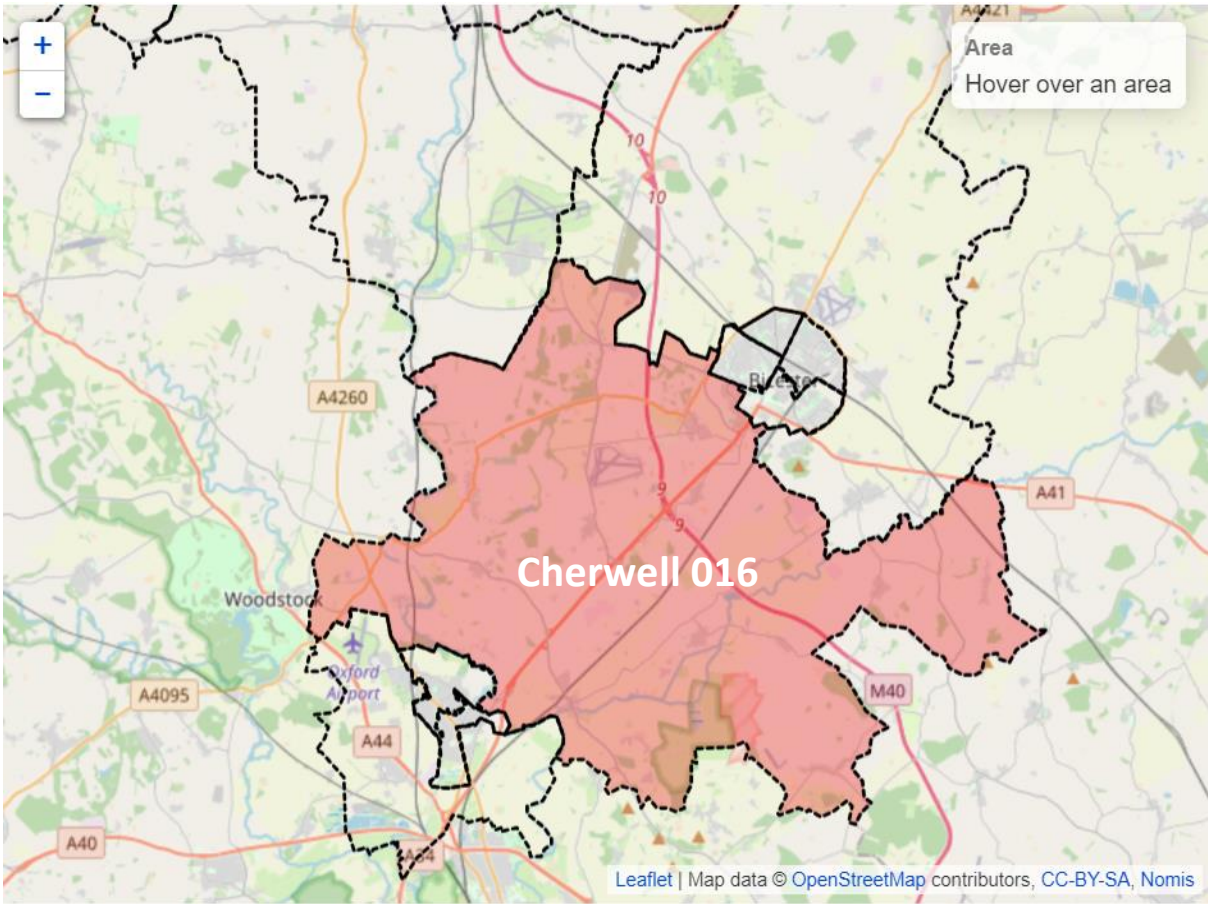 +
−
A4421
Area
Hover over an area
10
10
Bicester
A4260
9
9
A41
Cherwell 016
Woodstock
Oxford
Airport
A4095
M40
A44
A40
A34
Leaflet | Map data © OpenStreetMap contributors, CC-BY-SA, Nomis